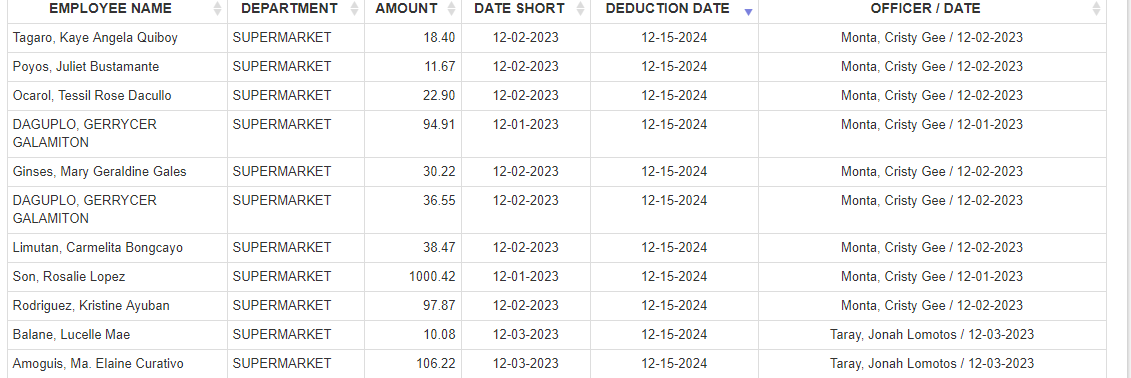 EMPLOYEE NAME DEPARTMENT AMOUNT DATE SHORT DEDUCTION DATE OFFICER / DATE
Tagaro, Kaye Angela Quiboy SUPERMARKET 18.40 12-02-2023 12-15-2024 Monta, Cristy Gee / 12-02-2023
Poyos, Juliet Bustamante SUPERMARKET 11.67 12-02-2023 12-15-2024 Monta, Cristy Gee / 12-02-2023
Ocarol, Tessil Rose Dacullo SUPERMARKET 22.90 12-02-2023 12-15-2024 Monta, Cristy Gee / 12-02-2023
DAGUPLO, GERRYCER SUPERMARKET 94.91 12-01-2023 12-15-2024 Monta, Cristy Gee / 12-01-2023
GALAMITON
Ginses, Mary Geraldine Gales SUPERMARKET 30.22 12-02-2023 12-15-2024 Monta, Cristy Gee / 12-02-2023
DAGUPLO, GERRYCER SUPERMARKET 36.55 12-02-2023 12-15-2024 Monta, Cristy Gee / 12-02-2023
GALAMITON
Limutan, Carmelita Bongcayo SUPERMARKET 38.47 12-02-2023 12-15-2024 Monta, Cristy Gee / 12-02-2023
Son, Rosalie Lopez SUPERMARKET 1000.42 12-01-2023 12-15-2024 Monta, Cristy Gee / 12-01-2023
Rodriguez, Kristine Ayuban SUPERMARKET 97.87 12-02-2023 12-15-2024 Monta, Cristy Gee / 12-02-2023
Balane, Lucelle Mae SUPERMARKET 10.08 12-03-2023 12-15-2024 Taray, Jonah Lomotos / 12-03-2023
Amoguis, Ma. Elaine Curativo SUPERMARKET 106.22 12-03-2023 12-15-2024 Taray, Jonah Lomotos / 12-03-2023